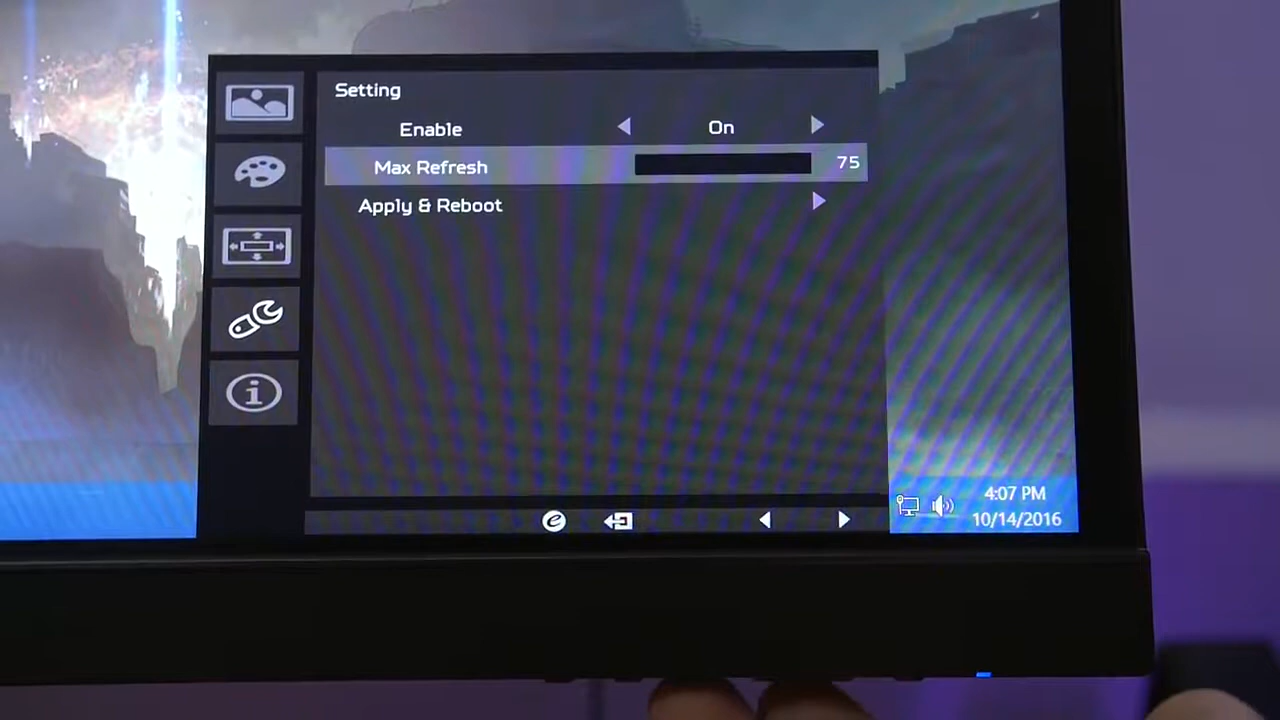 Setting
Enable On
Max Refresh 75
Apply & Reboot
4:07 PM
10/14/2016